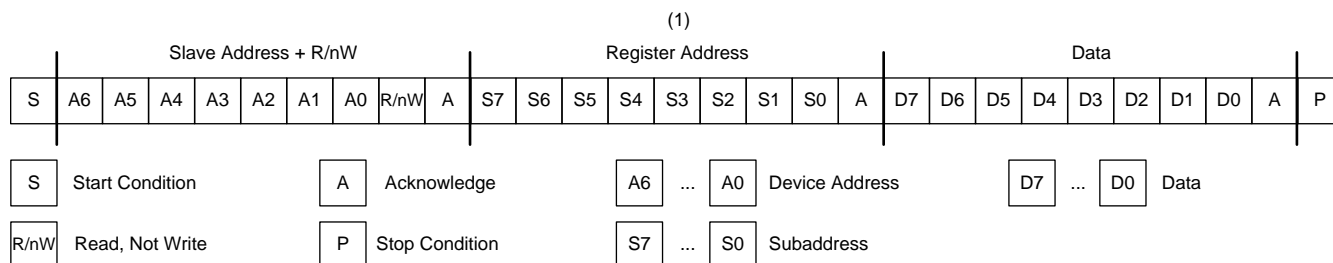 (1)
Slave Address + R/nW Register Address Data
S A6 A5 A4 A3 A2 A1 A0 R/nW A S7 S6 S5 S4 S3 S2 S1 S0 A D7 D6 D5 D4 D3 D2 D1 D0 A P
S Start Condition A Acknowledge A6 ... A0 Device Address D7 ... D0 Data
R/nW Read, Not Write P Stop Condition S7 ... S0 Subaddress